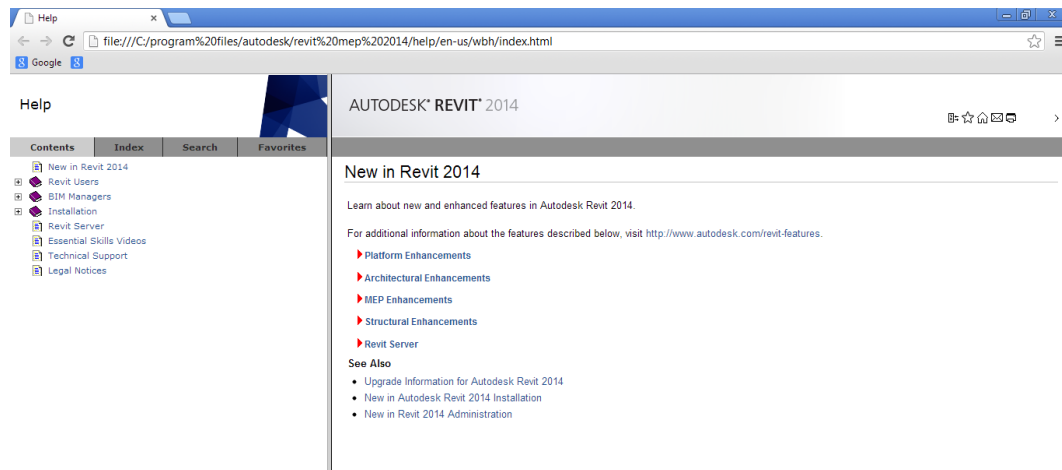 Help
file:///C:/program%20files/autodesk/revit%20mep%202014/help/en-us/wbh/index.html
Google
Help
AUTODESK® REVIT® 2014
Contents Index Search Favorites
New in Revit 2014
Revit Users
BIM Managers
Installation
Revit Server
Essential Skills Videos
Technical Support
Legal Notices
New in Revit 2014
Learn about new and enhanced features in Autodesk Revit 2014.
For additional information about the features described below, visit http://www.autodesk.com/revit-features.
Platform Enhancements
Architectural Enhancements
MEP Enhancements
Structural Enhancements
Revit Server
See Also
• Upgrade Information for Autodesk Revit 2014
• New in Autodesk Revit 2014 Installation
• New in Revit 2014 Administration